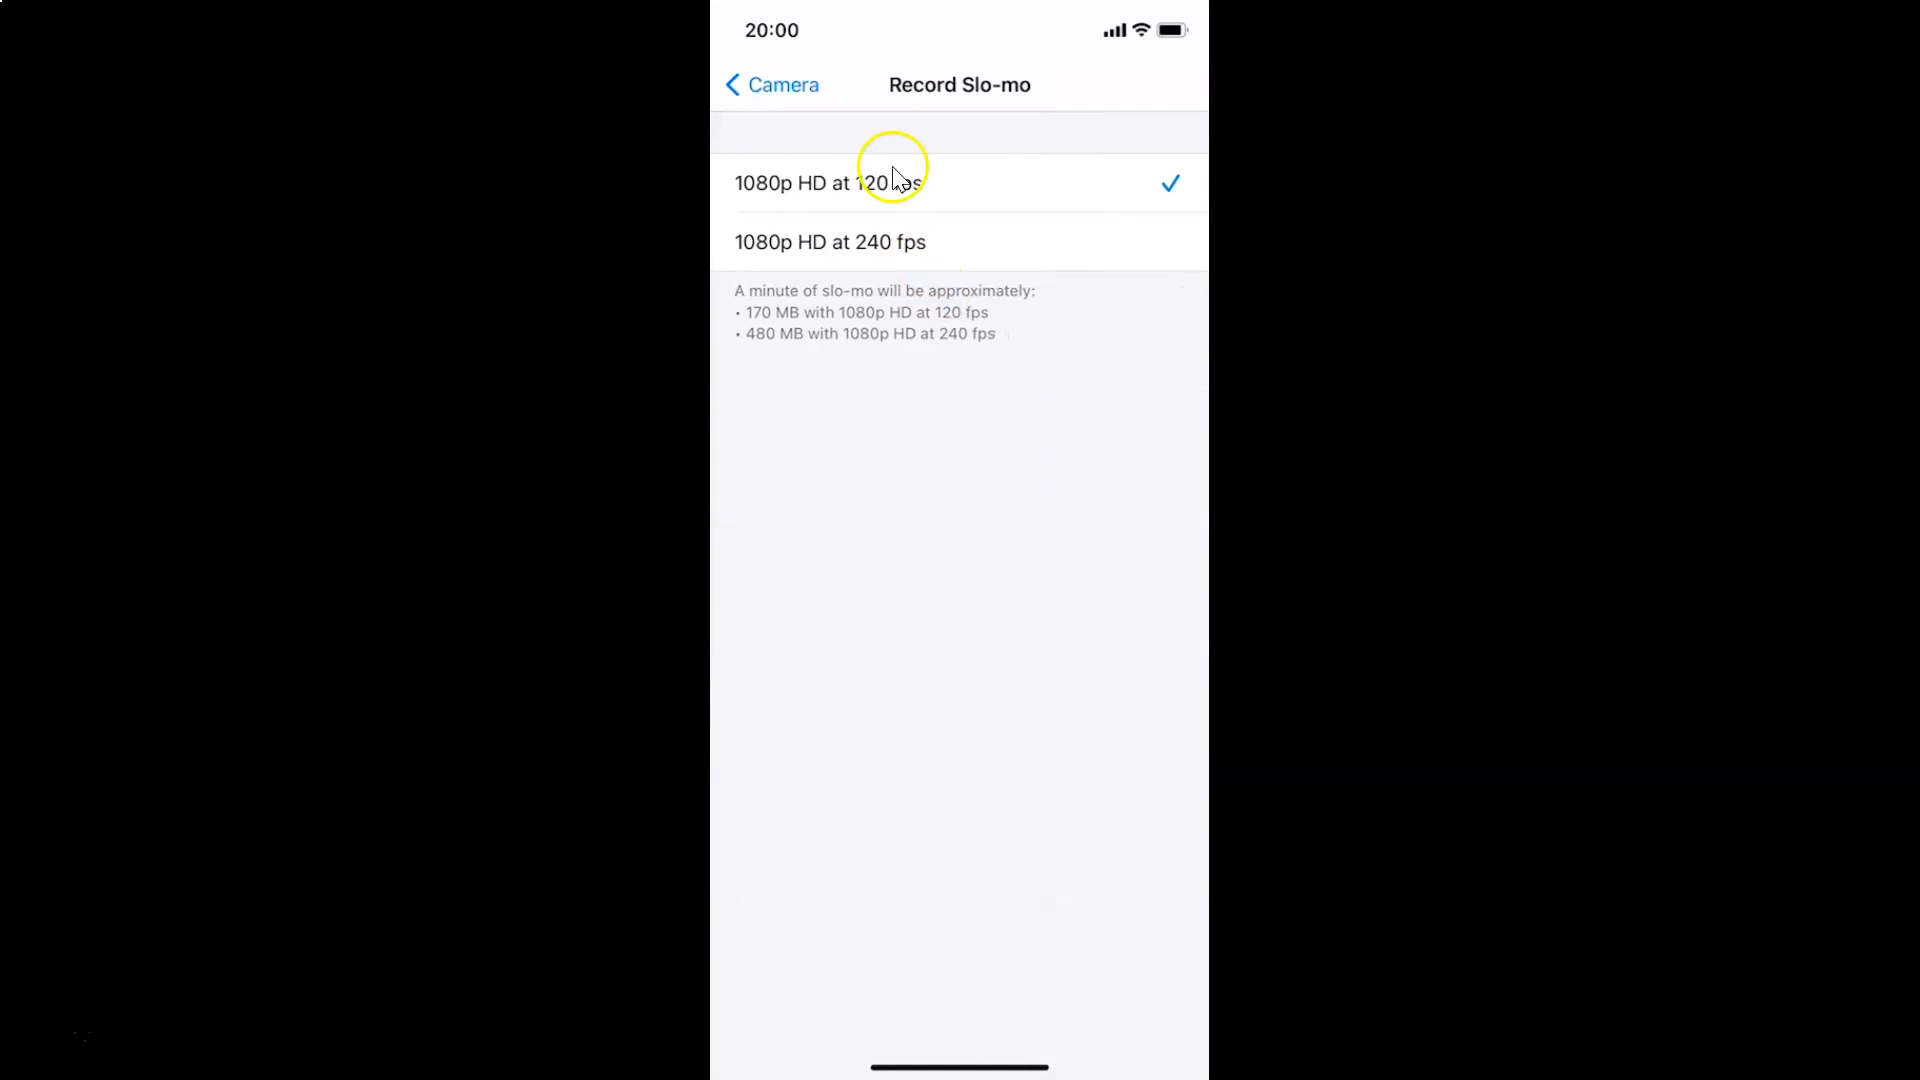 20:00
Camera
Record Slo-mo
1080p HD at 120 fps
1080p HD at 240 fps
A minute of slo-mo will be approximately:
• 170 MB with 1080p HD at 120 fps
• 480 MB with 1080p HD at 240 fps